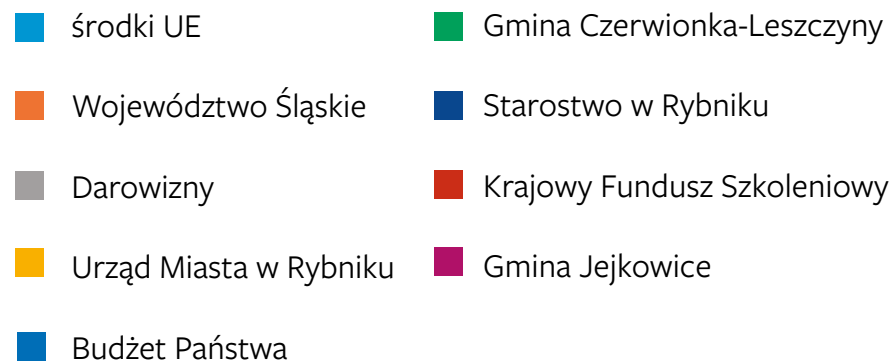 środki UE
Województwo Śląskie
Darowizny
Urząd Miasta w Rybniku
Budżet Państwa
Gmina Czerwionka-Leszczyny
Starostwo w Rybniku
Krajowy Fundusz Szkoleniowy
Gmina Jejkowice